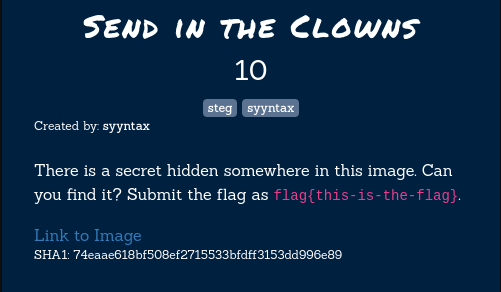 Send in the Clowns
10
steg syyntax
Created by: syyntax
There is a secret hidden somewhere in this image. Can
you find it? Submit the flag as flag{this-is-the-flag}.
Link to Image
SHA1: 74eaae618bf508ef2715533bfdff3153dd996e89